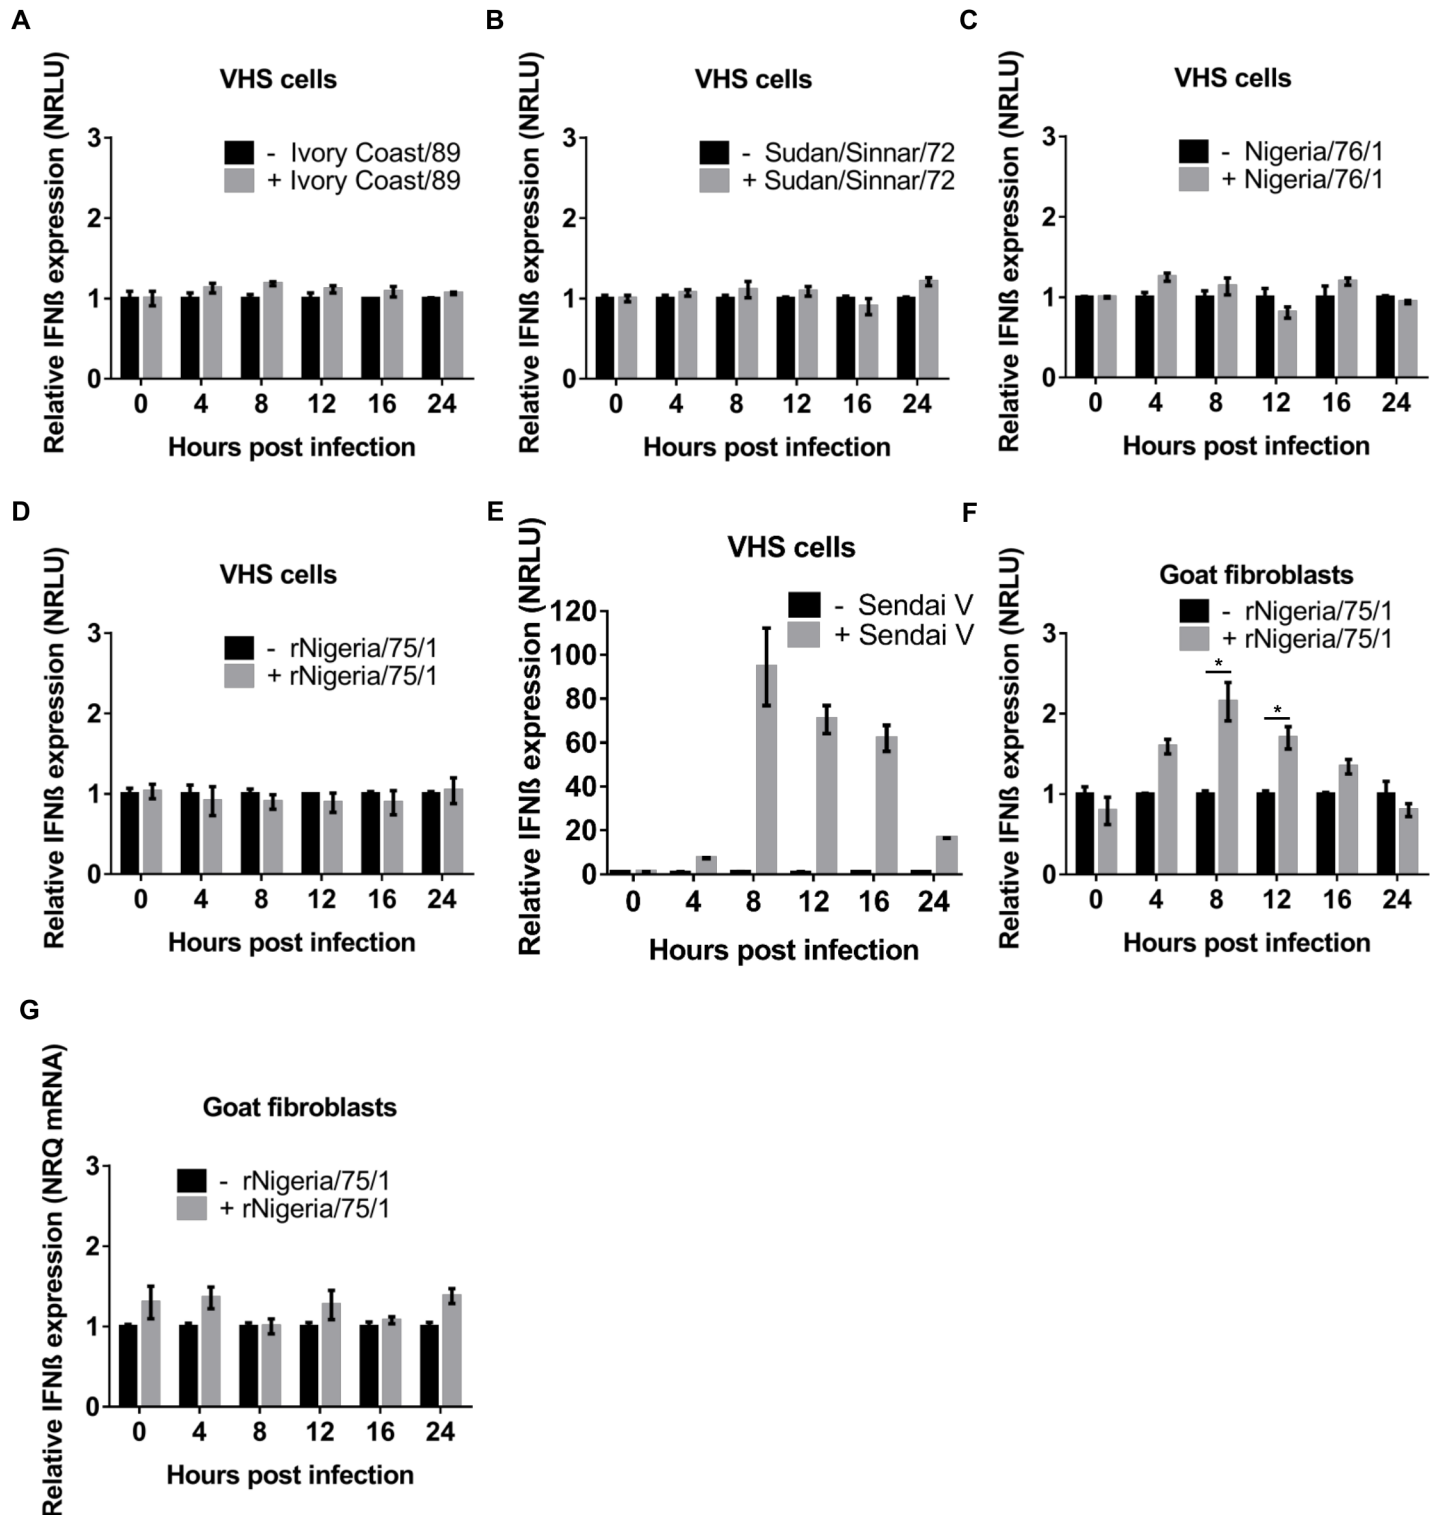 A
Relative IFNß expression (NRLU)
VHS cells
- Ivory Coast/89
+ Ivory Coast/89
3
2
1
0
0 4 8 12 16 24
Hours post infection
B
Relative IFNß expression (NRLU)
VHS cells
- Sudan/Sinnar/72
+ Sudan/Sinnar/72
3
2
1
0
0 4 8 12 16 24
Hours post infection
C
Relative IFNß expression (NRLU)
VHS cells
- Nigeria/76/1
+ Nigeria/76/1
3
2
1
0
0 4 8 12 16 24
Hours post infection
D
Relative IFNß expression (NRLU)
VHS cells
- rNigeria/75/1
+ rNigeria/75/1
3
2
1
0
0 4 8 12 16 24
Hours post infection
E
Relative IFNß expression (NRLU)
VHS cells
- Sendai V
+ Sendai V
120
100
80
60
40
20
0
0 4 8 12 16 24
Hours post infection
F
Relative IFNß expression (NRLU)
Goat fibroblasts
- rNigeria/75/1
+ rNigeria/75/1
3
2
1
0
*
*
0 4 8 12 16 24
Hours post infection
G
Relative IFNß expression (NRQ mRNA)
Goat fibroblasts
- rNigeria/75/1
+ rNigeria/75/1
3
2
1
0
0 4 8 12 16 24
Hours post infection